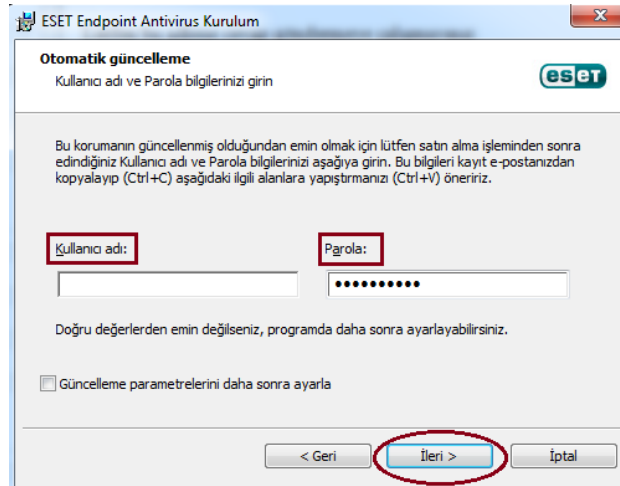 ESET Endpoint Antivirus Kurulum
Otomatik güncelleme
Kullanıcı adı ve Parola bilgilerinizi girin
eseT
Bu korumanın güncellenmiş olduğundan emin olmak için lütfen satın alma işleminden sonra
edindiğiniz Kullanıcı adı ve Parola bilgilerinizi aşağıya girin. Bu bilgileri kayıt e-postanızdan
kopyalayıp (Ctrl+C) aşağıdaki ilgili alanlara yapıştırmanızı (Ctrl+V) öneririz.
Kullanıcı adı: Parola:
••••••••••
Doğru değerlerden emin değilseniz, programda daha sonra ayarlayabilirsiniz.
Güncelleme parametrelerini daha sonra ayarla
< Geri İleri > İptal